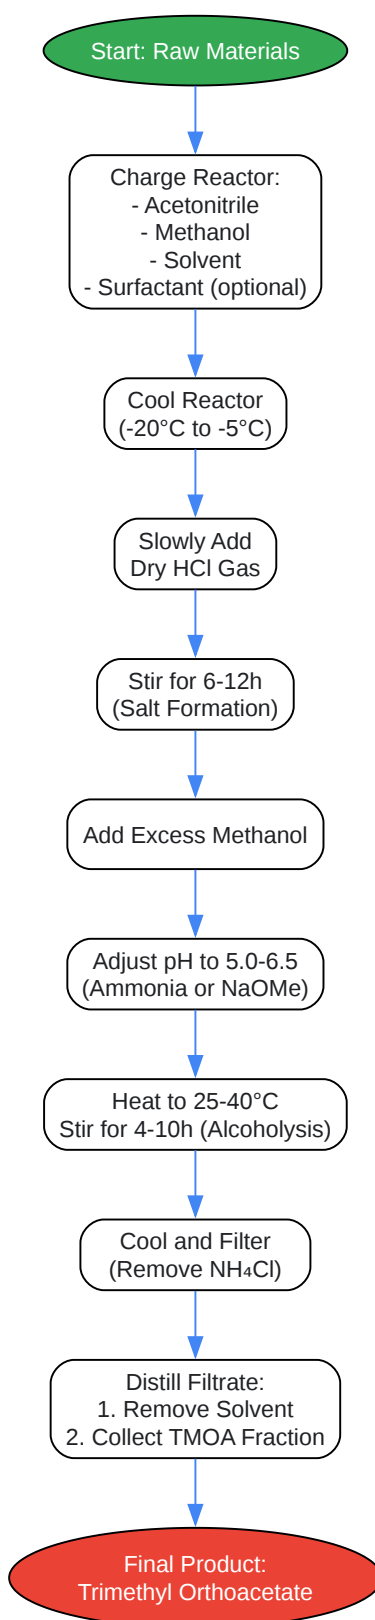 Start: Raw Materials
Charge Reactor:
- Acetonitrile
- Methanol
- Solvent
- Surfactant (optional)
Cool Reactor
(-20°C to -5°C)
Slowly Add
Dry HCl Gas
Stir for 6-12h
(Salt Formation)
Add Excess Methanol
Adjust pH to 5.0-6.5
(Ammonia or NaOMe)
Heat to 25-40°C
Stir for 4-10h (Alcoholysis)
Cool and Filter
(Remove NH₄Cl)
Distill Filtrate:
1. Remove Solvent
2. Collect TMOA Fraction
Final Product:
Trimethyl Orthoacetate